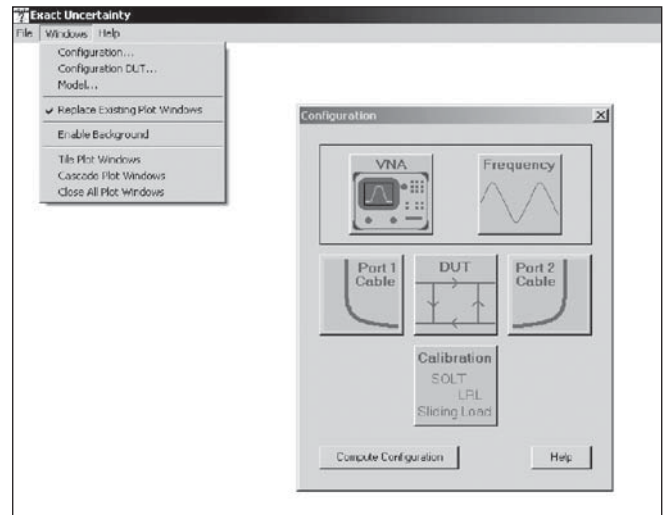 Exact Uncertainty
File Windows Help
Configuration...
Configuration DUT...
Model...
Replace Existing Plot Windows
Enable Background
Tile Plot Windows
Cascade Plot Windows
Close All Plot Windows
Configuration
VNA
Frequency
Port 1
Cable
DUT
Port 2
Cable
Calibration
SOLT
LRL
Sliding Load
Compute Configuration
Help